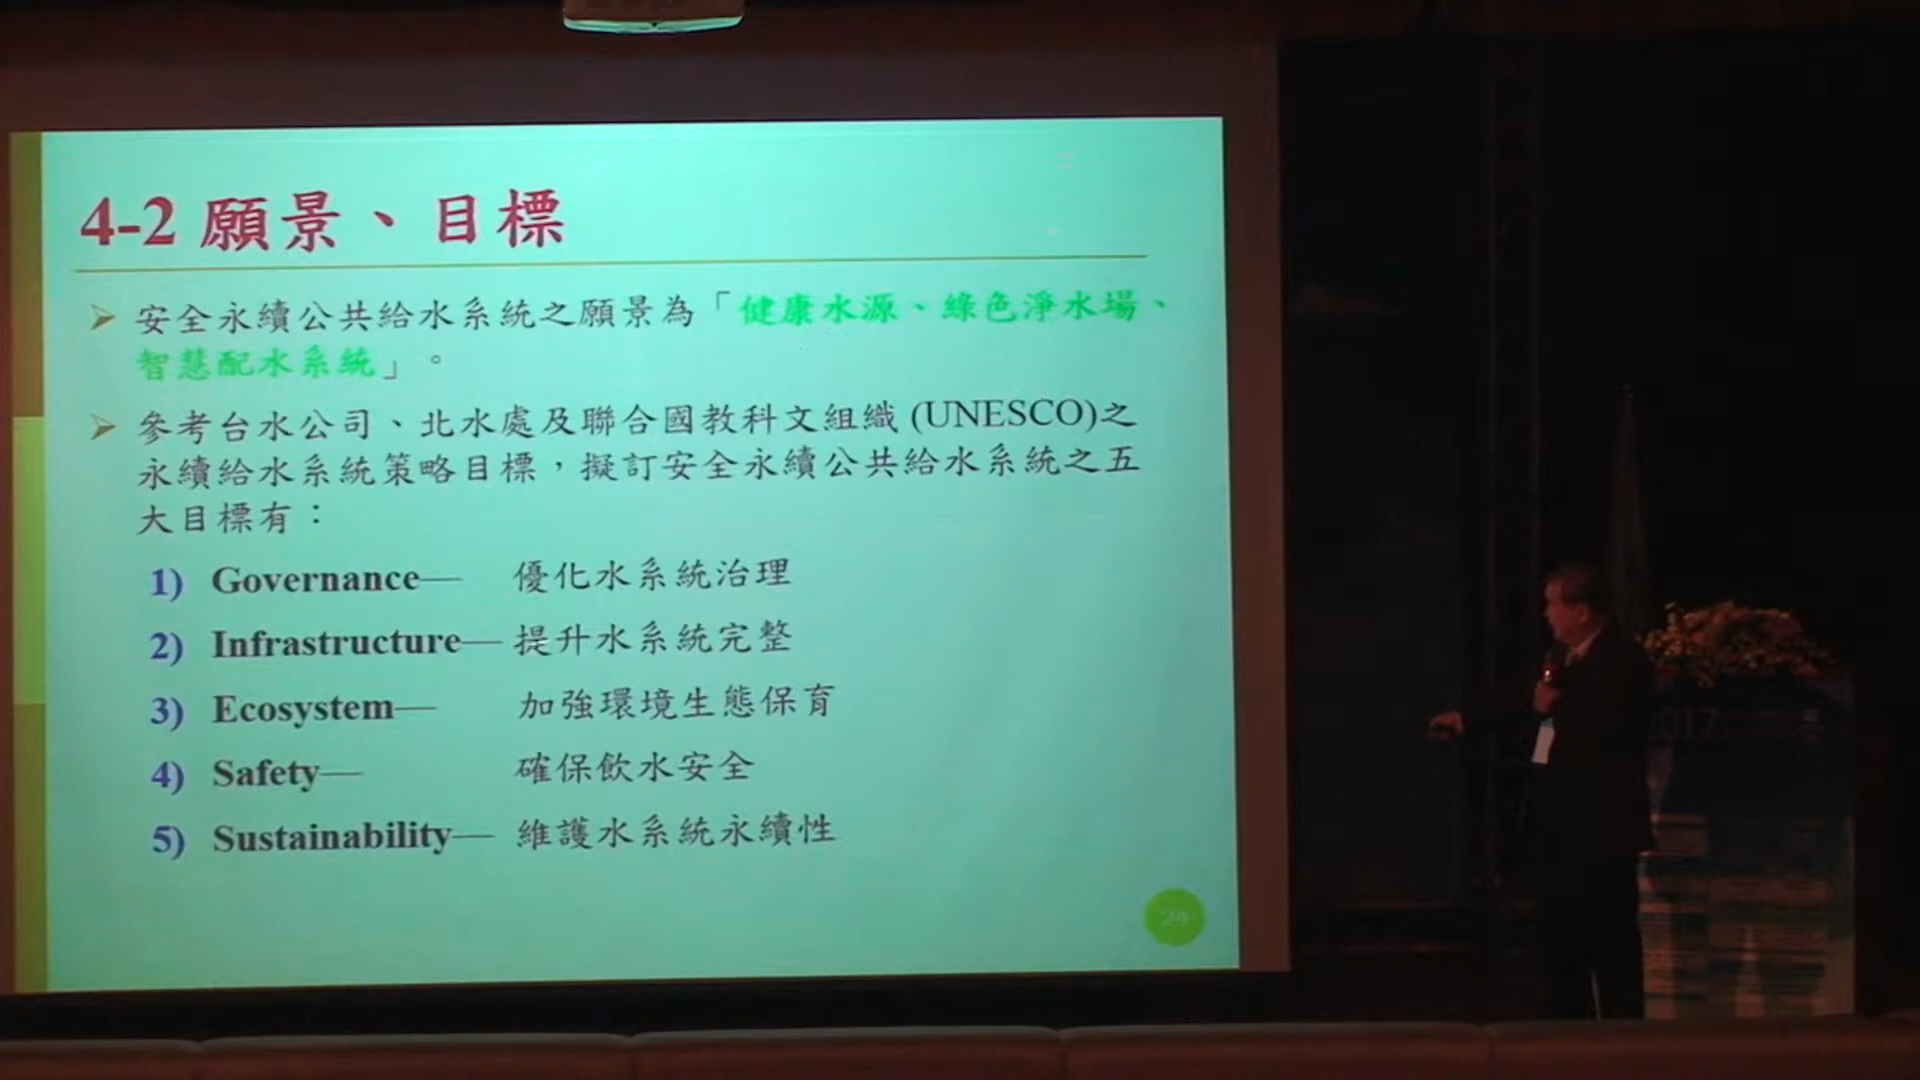 4-2 願景、目標
安全永續公共給水系統之願景為「健康水源、綠色淨水場、
智慧配水系統」。
參考台水公司、北水處及聯合國教科文組織 (UNESCO)之
永續給水系統策略目標，擬訂安全永續公共給水系統之五
大目標有：
1) Governance— 優化水系統治理
2) Infrastructure— 提升水系統完整
3) Ecosystem— 加強環境生態保育
4) Safety— 確保飲水安全
5) Sustainability— 維護水系統永續性
2017